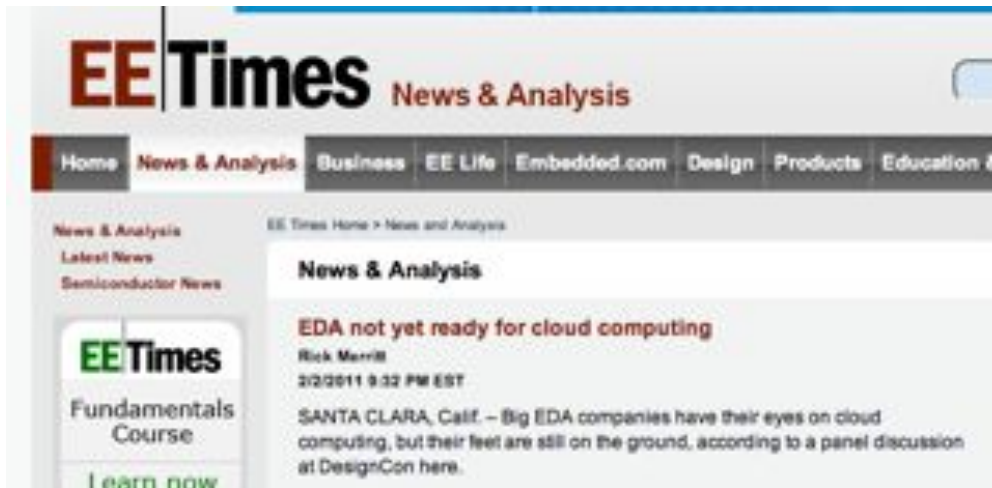 EE Times News & Analysis
Home News & Analysis Business EE Life Embedded.com Design Products Education &
News & Analysis
Latest News
Semiconductor News
EE Times Home > News and Analysis
News & Analysis
EDA not yet ready for cloud computing
Rick Merritt
2/2/2011 9:32 PM EST
SANTA CLARA, Calif. – Big EDA companies have their eyes on cloud
computing, but their feet are still on the ground, according to a panel discussion
at DesignCon here.
EE Times
Fundamentals
Course
Learn now